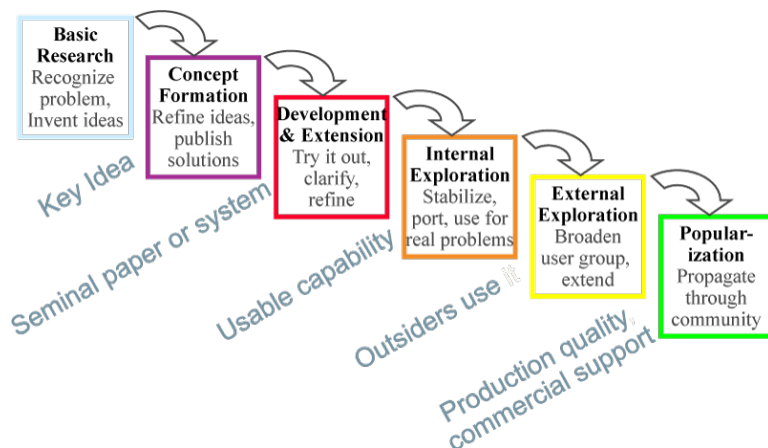 Basic
Research
Recognize
problem,
Invent ideas
Concept
Formation
Refine ideas,
publish
solutions
Development
& Extension
Try it out,
clarify,
refine
Internal
Exploration
Stabilize,
port, use for
real problems
External
Exploration
Broaden
user group,
extend
Popular-
ization
Propagate
through
community
Key Idea
Seminal paper or system
Usable capability
Outsiders use it
Production quality,
commercial support